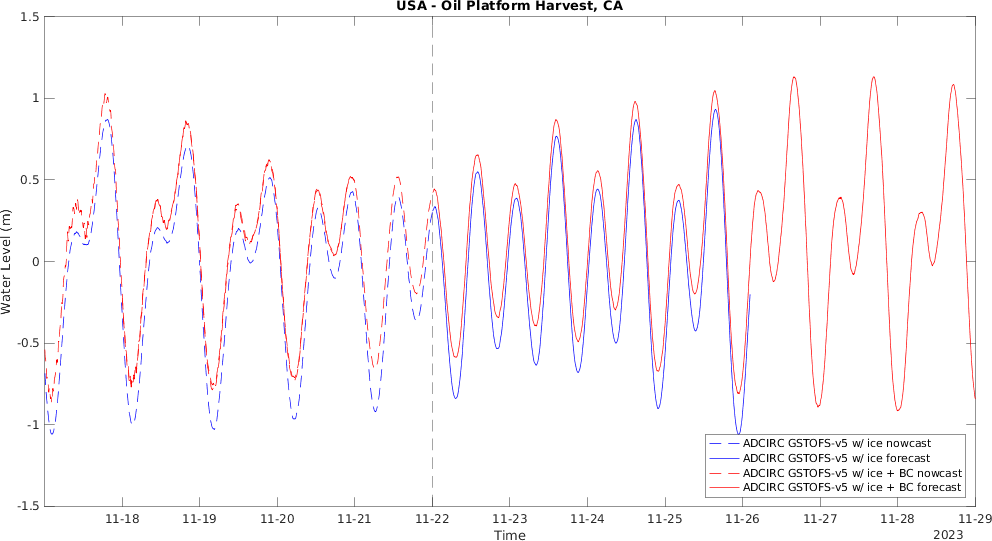 USA - Oil Platform Harvest, CA
1.5
1
0.5
0
-0.5
-1
-1.5
Water Level (m)
ADCIRC GSTOFS-v5 w/ ice nowcast
ADCIRC GSTOFS-v5 w/ ice forecast
ADCIRC GSTOFS-v5 w/ ice + BC nowcast
ADCIRC GSTOFS-v5 w/ ice + BC forecast
11-18 11-19 11-20 11-21 11-22 11-23 11-24 11-25 11-26 11-27 11-28 11-29
Time
2023